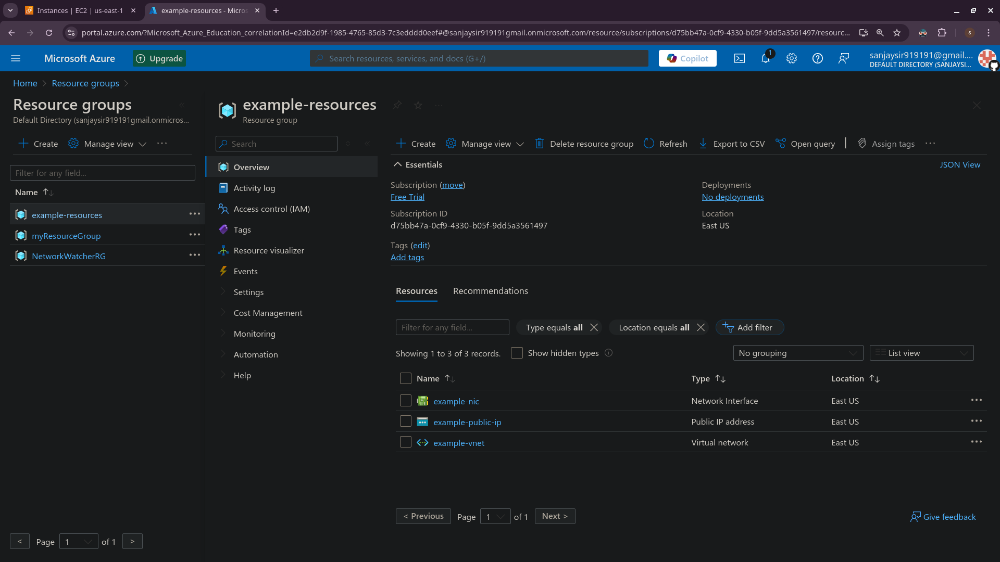 Instances | EC2 | us-east-1
example-resources - Micros
portal.azure.com/?Microsoft_Azure_Education_correlationId=e2db2d9f-1985-4765-85d3-7c3edddd0eef#@sanjaysir919191gmail.onmicrosoft.com/resource/subscriptions/d75bb47a-0cf9-4330-b05f-9dd5a3561497/resourc...
S
Microsoft Azure
Upgrade
Search resources, services, and docs (G+/)
Copilot
1
sanjaysir919191@gmail....
DEFAULT DIRECTORY (SANJAYSI...
Home
Resource groups
Resource groups
Default Directory (sanjaysir919191gmail.onmicros...
Create
Manage view
Filter for any field...
Name
example-resources
myResourceGroup
NetworkWatcherRG
< Page 1 of 1 >
example-resources
Resource group
Search
Overview
Activity log
Access control (IAM)
Tags
Resource visualizer
Events
Settings
Cost Management
Monitoring
Automation
Help
Create
Manage view
Delete resource group
Refresh
Export to CSV
Open query
Assign tags
Essentials
JSON View
Subscription (move)
Free Trial
Subscription ID
d75bb47a-0cf9-4330-b05f-9dd5a3561497
Tags (edit)
Add tags
Deployments
No deployments
Location
East US
Resources
Recommendations
Filter for any field...
Type equals all
Location equals all
Add filter
Showing 1 to 3 of 3 records.
Show hidden types
No grouping
List view
Name Type Location
example-nic Network Interface East US
example-public-ip Public IP address East US
example-vnet Virtual network East US
< Previous Page 1 of 1 Next >
Give feedback